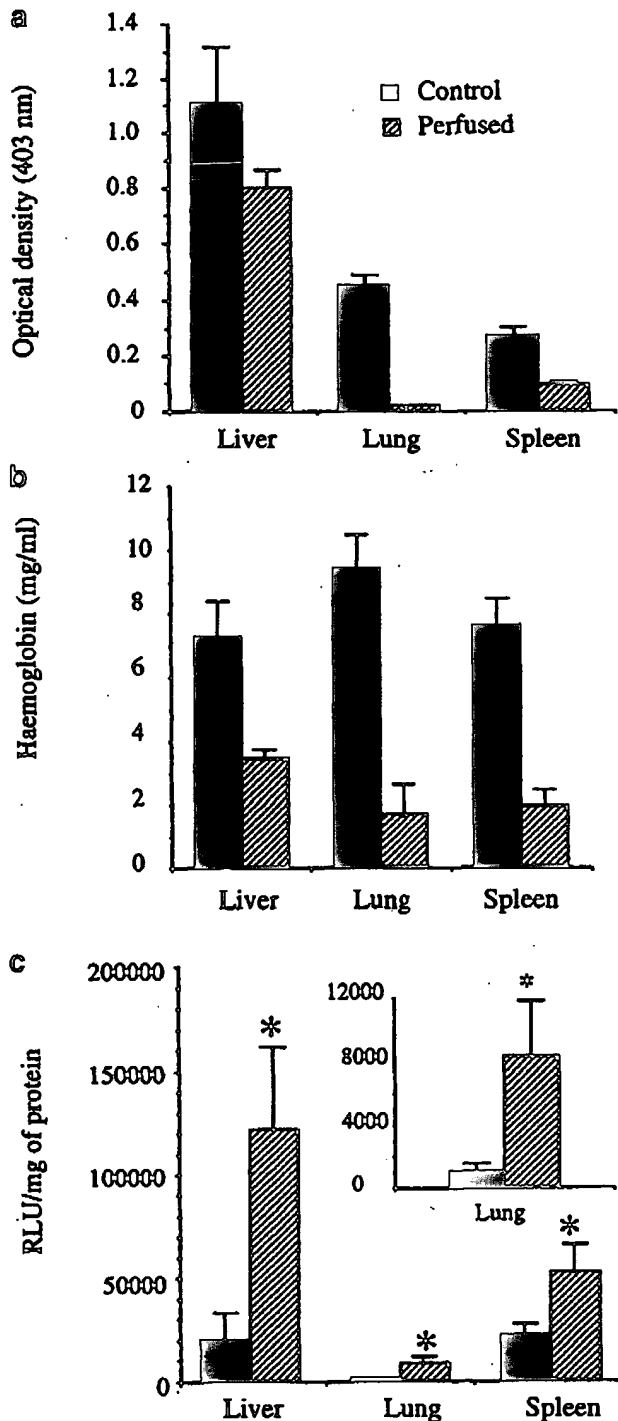 a
Optical density (403 nm)
1.4
1.2
1.0
0.8
0.6
0.4
0.2
0
Control
Perfused
Liver Lung Spleen
b
Haemoglobin (mg/ml)
12
10
8
6
4
2
0
Liver Lung Spleen
c
RLU/mg of protein
200000
150000
100000
50000
0
*
12000
8000
4000
0
*
Lung
*
*
Liver Lung Spleen